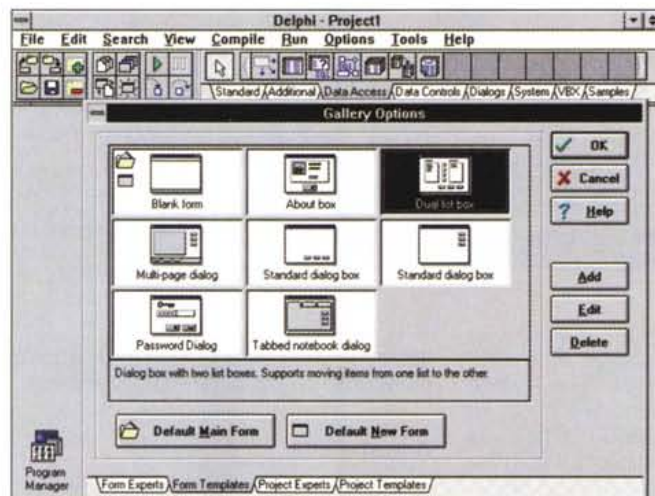 Delphi - Project1
File Edit Search View Compile Run Options Tools Help
Standard Additional Data Access Data Controls Dialogs System VBX Samples
Gallery Options
Blank form
About box
Dual list box
Multi-page dialog
Standard dialog box
Standard dialog box
Password Dialog
Tabbed notebook dialog
Dialog box with two list boxes. Supports moving items from one list to the other.
Default Main Form
Default New Form
OK
Cancel
Help
Add
Edit
Delete
Form Experts Form Templates Project Experts Project Templates
Program
Manager